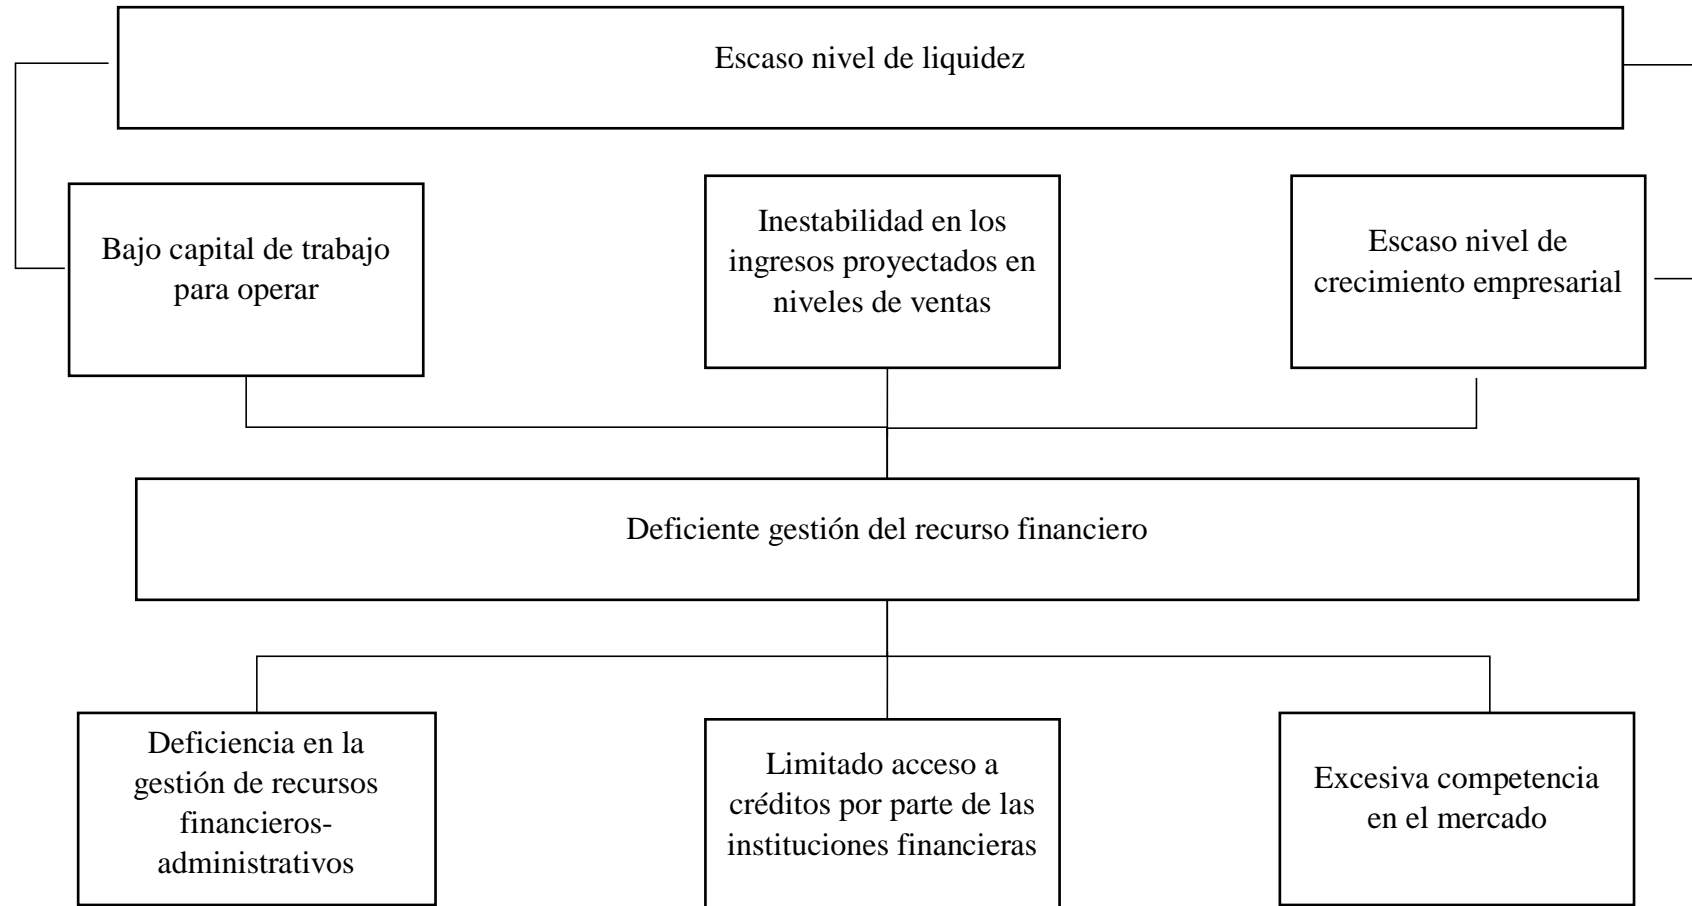 Escaso nivel de liquidez
Bajo capital de trabajo
para operar
Inestabilidad en los
ingresos proyectados en
niveles de ventas
Escaso nivel de
crecimiento empresarial
Deficiente gestión del recurso financiero
Deficiencia en la
gestión de recursos
financieros-
administrativos
Limitado acceso a
créditos por parte de las
instituciones financieras
Excesiva competencia
en el mercado